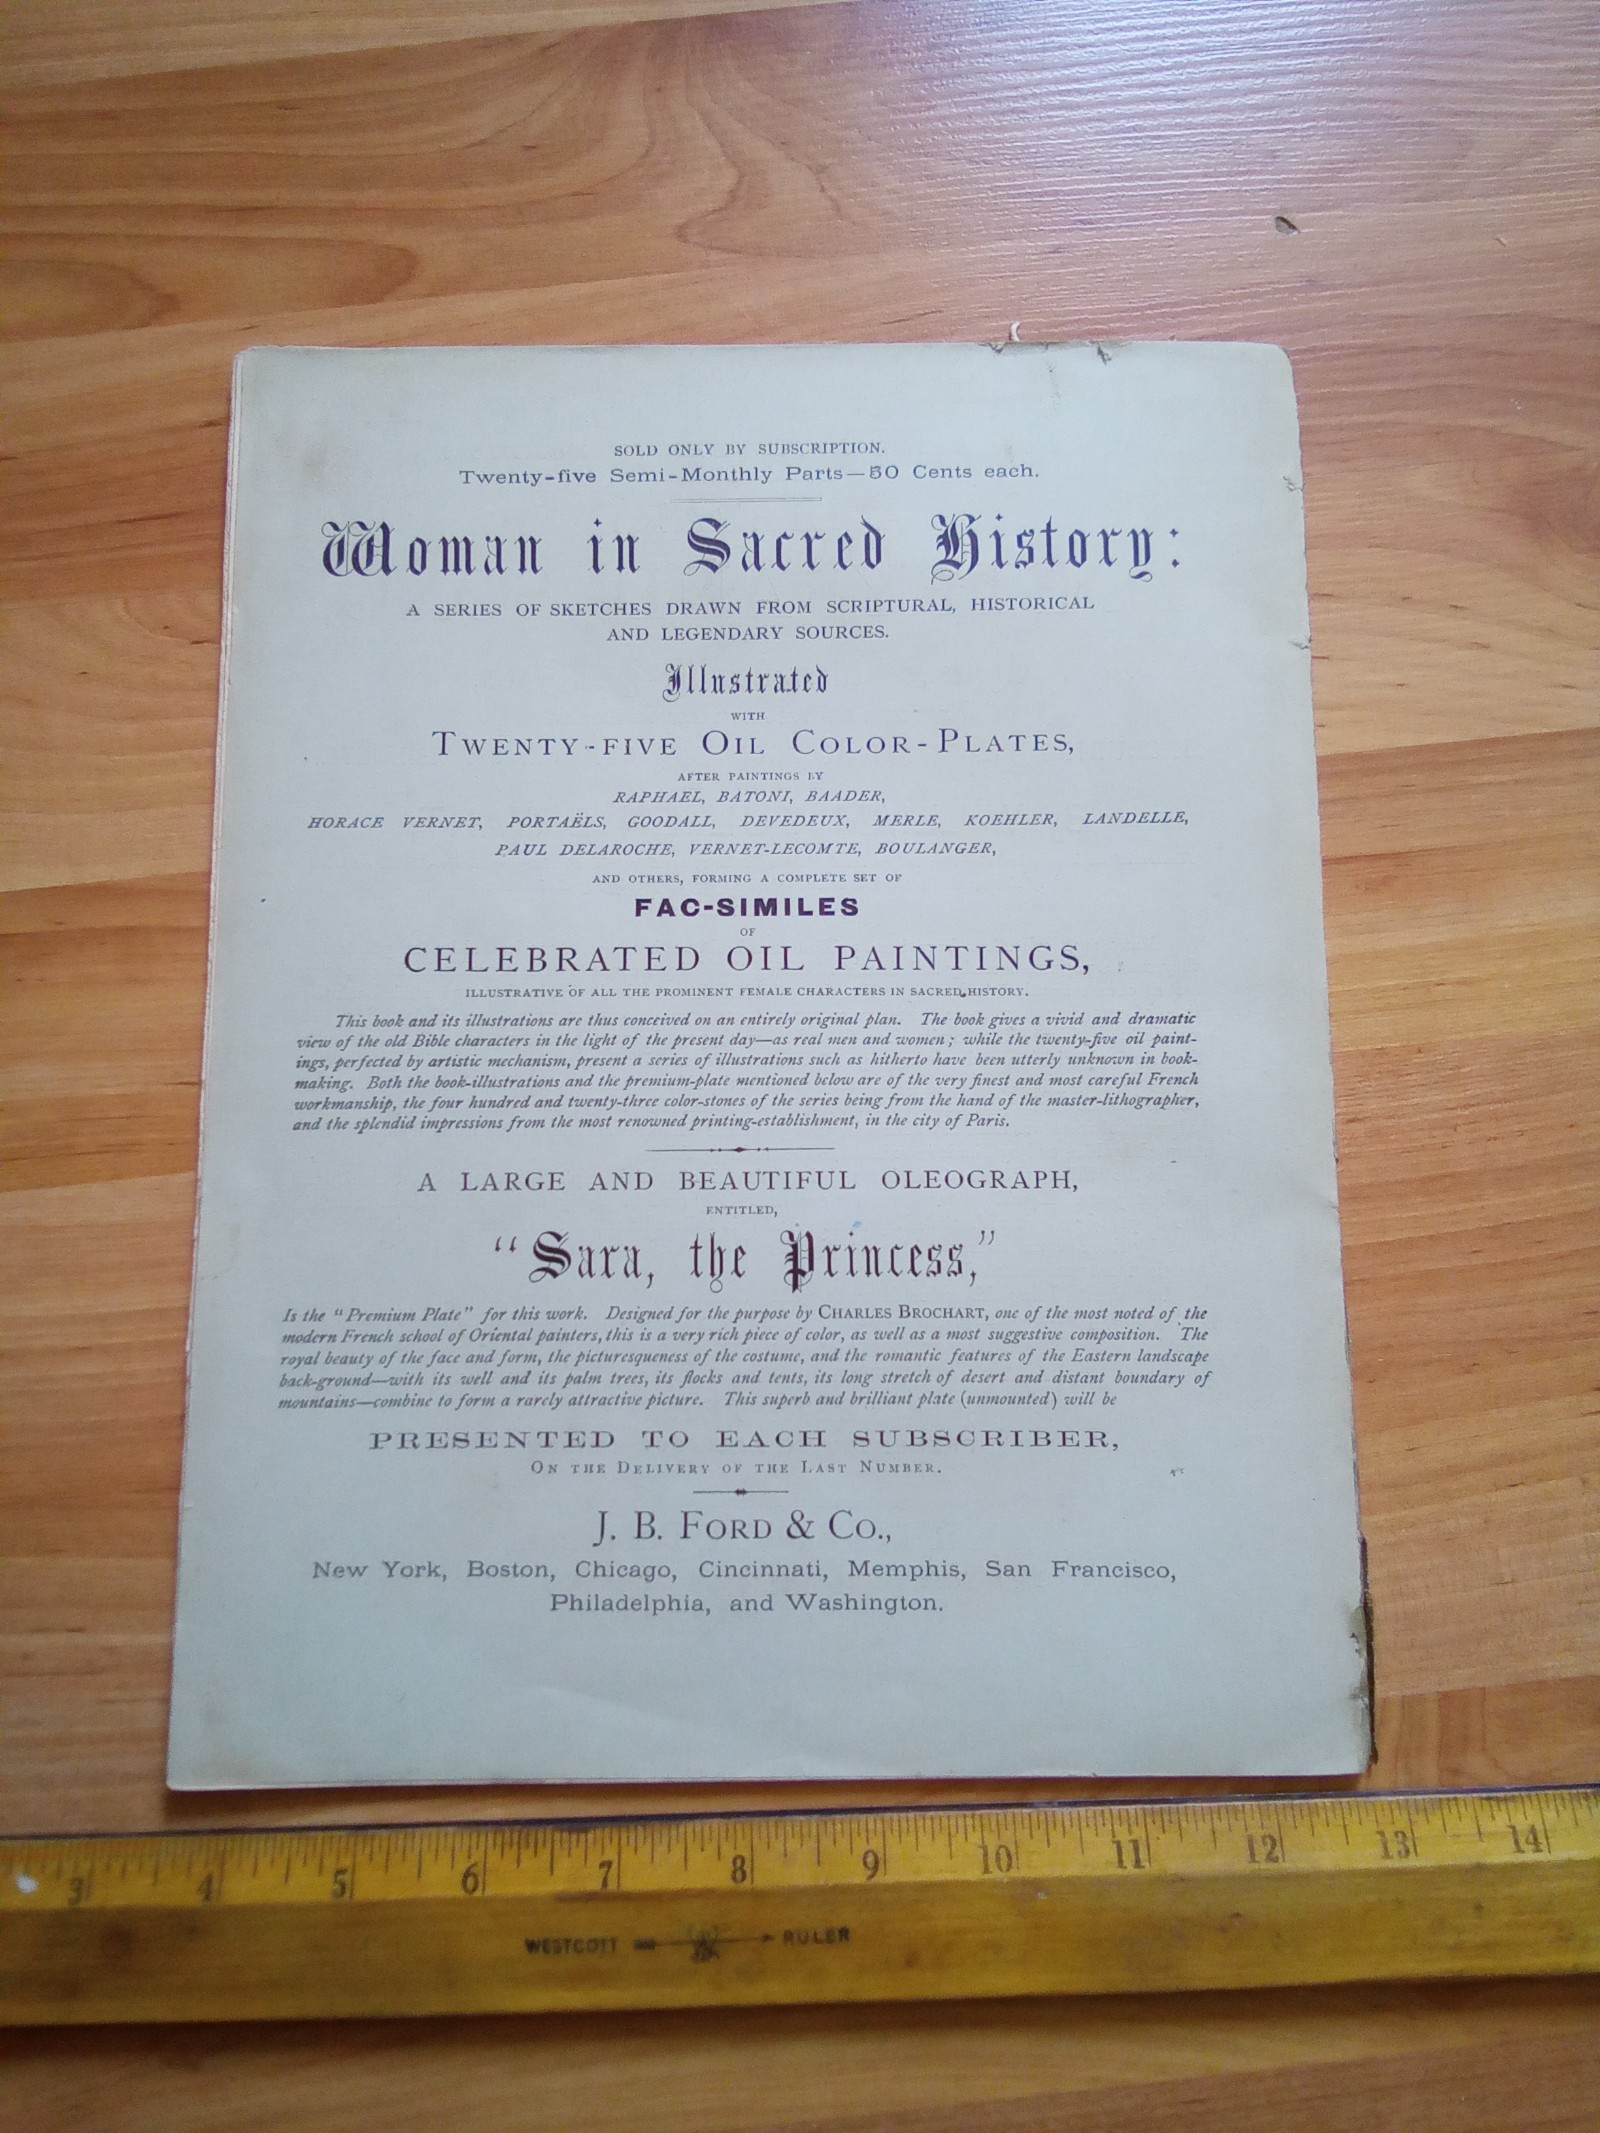 SOLD ONLY BY SUBSCRIPTION.
Twenty-five Semi-Monthly Parts—50 Cents each.
Woman in Sacred History:
A SERIES OF SKETCHES DRAWN FROM SCRIPTURAL, HISTORICAL
AND LEGENDARY SOURCES.
Illustrated
WITH
TWENTY-FIVE OIL COLOR-PLATES,
AFTER PAINTINGS BY
RAPHAEL, BATONI, BAADER,
HORACE VERNET, PORTAËLS, GOODALL, DEVEDEUX, MERLE, KOEHLER, LANDELLE,
PAUL DELAROCHE, VERNET-LECOMTE, BOULANGER,
AND OTHERS, FORMING A COMPLETE SET OF
FAC-SIMILES
OF
CELEBRATED OIL PAINTINGS,
ILLUSTRATIVE OF ALL THE PROMINENT FEMALE CHARACTERS IN SACRED HISTORY.
This book and its illustrations are thus conceived on an entirely original plan. The book gives a vivid and dramatic
view of the old Bible characters in the light of the present day—as real men and women; while the twenty-five oil paint-
ings, perfected by artistic mechanism, present a series of illustrations such as hitherto have been utterly unknown in book-
making. Both the book-illustrations and the premium-plate mentioned below are of the very finest and most careful French
workmanship, the four hundred and twenty-three color-stones of the series being from the hand of the master-lithographer,
and the splendid impressions from the most renowned printing-establishment, in the city of Paris.
A LARGE AND BEAUTIFUL OLEOGRAPH,
ENTITLED,
"Sara, the Princess,"
Is the "Premium Plate" for this work. Designed for the purpose by CHARLES BROCHART, one of the most noted of the
modern French school of Oriental painters, this is a very rich piece of color, as well as a most suggestive composition. The
royal beauty of the face and form, the picturesqueness of the costume, and the romantic features of the Eastern landscape
back-ground—with its well and its palm trees, its flocks and tents, its long stretch of desert and distant boundary of
mountains—combine to form a rarely attractive picture. This superb and brilliant plate (unmounted) will be
PRESENTED TO EACH SUBSCRIBER,
ON THE DELIVERY OF THE LAST NUMBER.
J. B. FORD & CO.,
New York, Boston, Chicago, Cincinnati, Memphis, San Francisco,
Philadelphia, and Washington.
3 4 5 6 7 8 9 10 11 12 13 14
WESTCOTT RULER